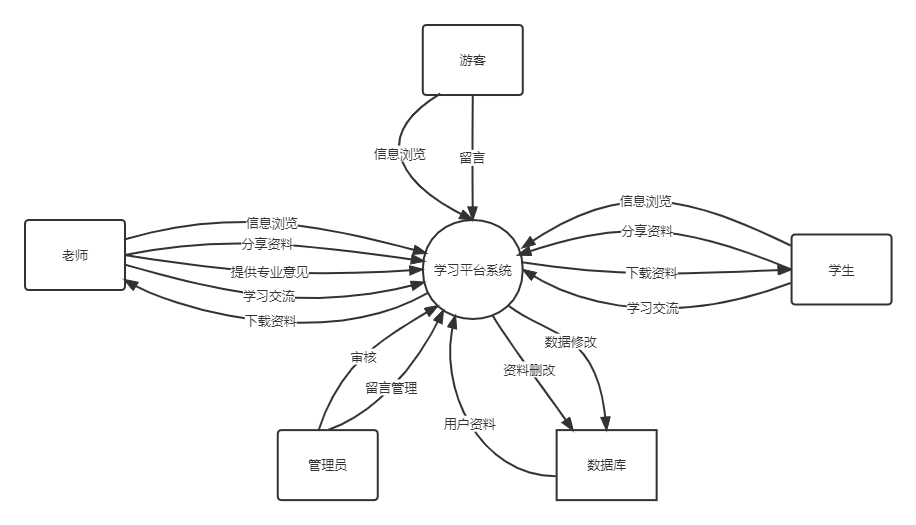 游客
信息浏览
留言
信息浏览
分享资料
提供专业意见
学习交流
下载资料
老师
学习平台系统
信息浏览
分享资料
下载资料
学习交流
学生
审核
留言管理
数据修改
资料删改
用户资料
管理员
数据库